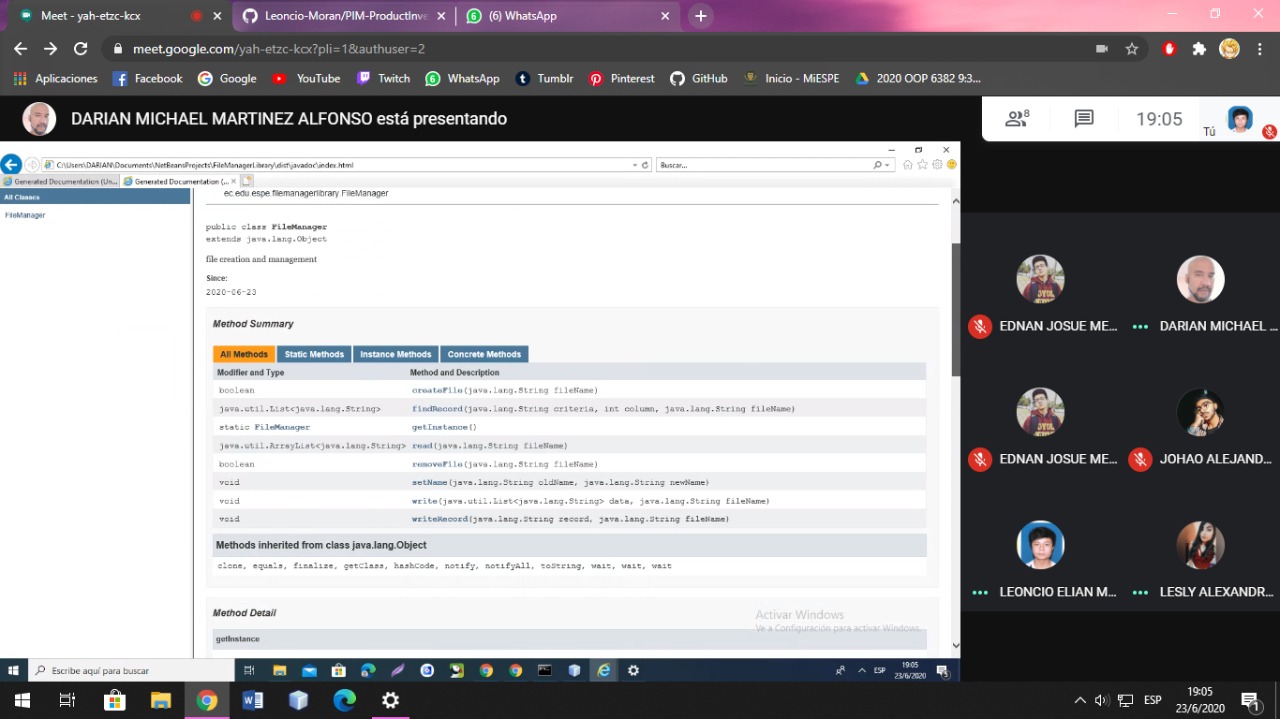 Meet - yah-etzc-kcx
Leoncio-M/PIM-ProductInve
(6) WhatsApp
meet.google.com/yah-etzc-kcx?pli=1&authuser=2
Aplicaciones Facebook Google YouTube Twitch WhatsApp Tumblr Pinterest GitHub Inicio - MiESPE 2020 OOP 6382 9:3...
DARIAN MICHAEL MARTINEZ ALFONSO está presentando
8
19:05
Tú
C:\Users\DARIAN\Documents\NetBeansProjects\FileManagerLibrary\dist\javadoc\index.html
Buscar...
Generated Documentation (Un...
Generated Documentation (...
All Classes
FileManager
ec.edu.espe.filemanagerlibrary.FileManager
public class FileManager
extends java.lang.Object
file creation and management
Since:
2020-06-23
Method Summary
All Methods Static Methods Instance Methods Concrete Methods
Modifier and Type Method and Description
boolean createFile(java.lang.String fileName)
java.util.List<java.lang.String> findRecord(java.lang.String criteria, int column, java.lang.String fileName)
static FileManager getInstance()
java.util.ArrayList<java.lang.String> read(java.lang.String fileName)
boolean removeFile(java.lang.String fileName)
void setName(java.lang.String oldName, java.lang.String newName)
void write(java.util.List<java.lang.String> data, java.lang.String fileName)
void writeRecord(java.lang.String record, java.lang.String fileName)
Methods inherited from class java.lang.Object
clone, equals, finalize, getClass, hashCode, notify, notifyAll, toString, wait, wait, wait
Method Detail
getInstance
Activar Windows
Ve a Configuración para activar Windows.
EDNAN JOSUE ME...
DARIAN MICHAEL ...
EDNAN JOSUE ME...
JOHAO ALEJAND...
LEONCIO ELIAN M...
LESLY ALEXANDR...
Escribe aquí para buscar
ESP
19:05
23/6/2020
ESP
19:05
23/6/2020
1